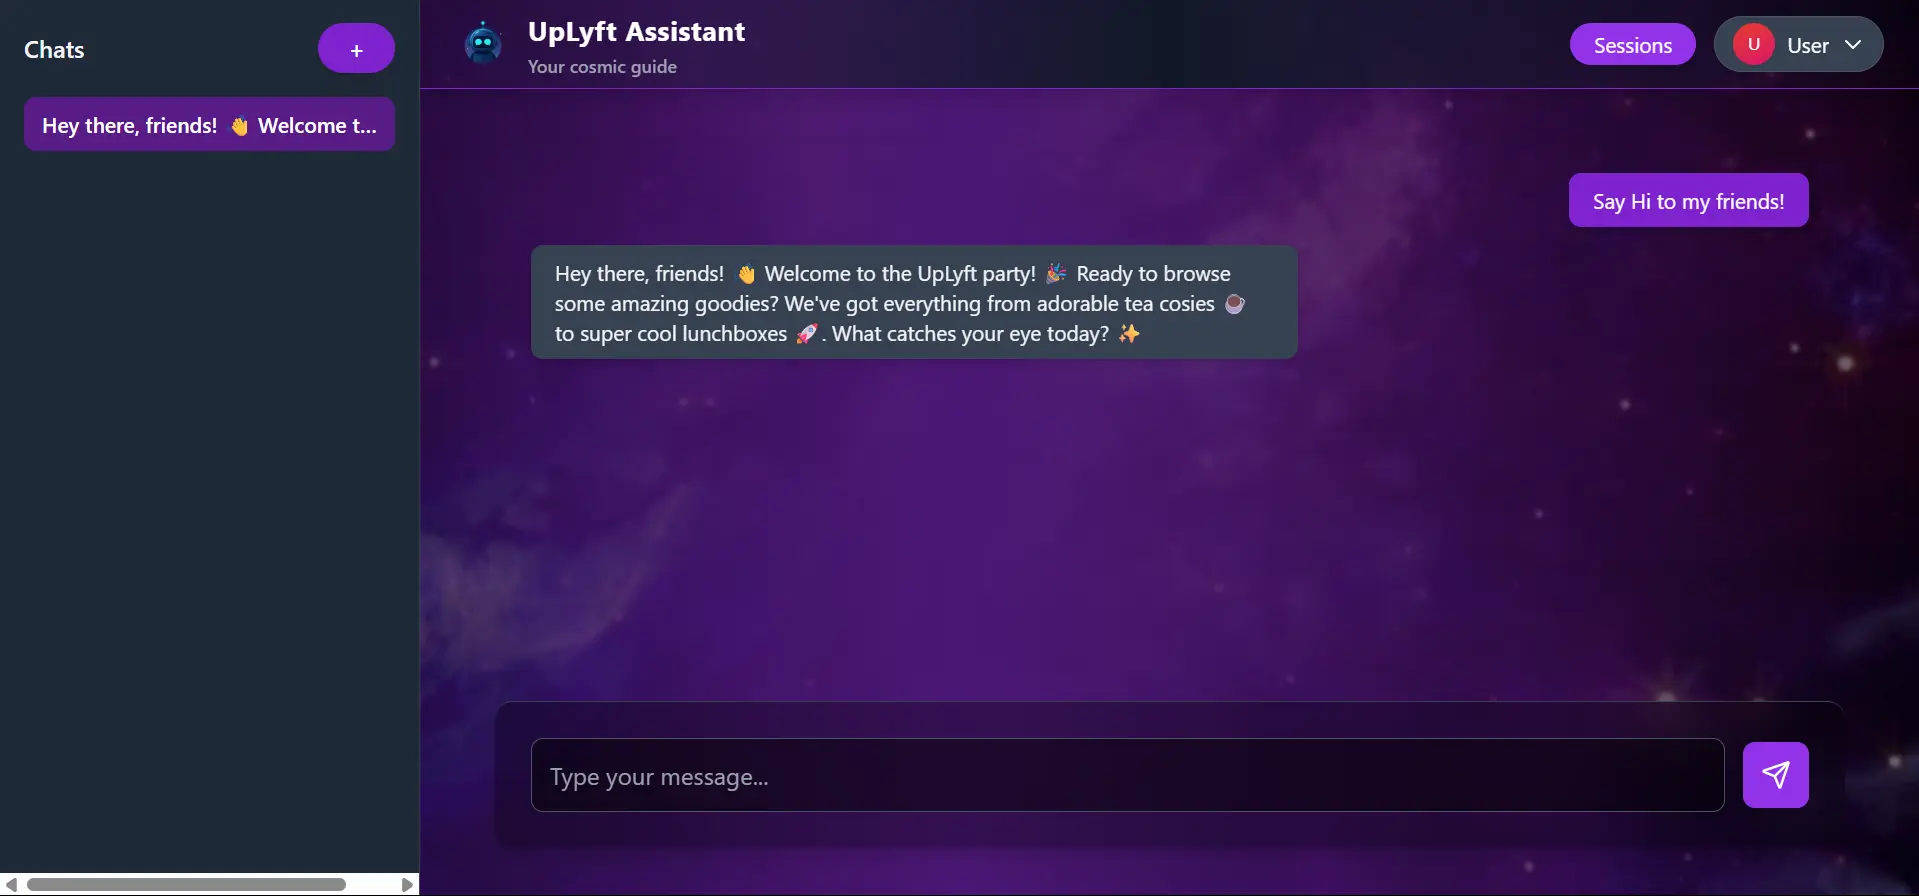 Chats
+
Hey there, friends! 👋 Welcome t...
UpLyft Assistant
Your cosmic guide
Sessions
U
User
Say Hi to my friends!
Hey there, friends! 👋 Welcome to the UpLyft party! 🎉 Ready to browse
some amazing goodies? We've got everything from adorable tea cosies ☕
to super cool lunchboxes 🚀. What catches your eye today? ✨
Type your message...